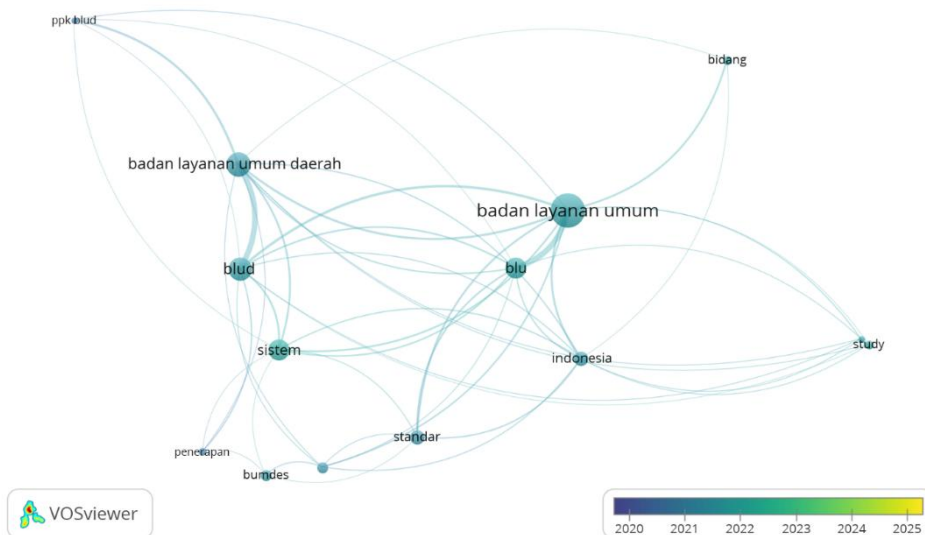 ppk blud
bidang
badan layanan umum daerah
badan layanan umum
blud
blu
sistem
indonesia
study
standar
penerapan
bumdes
VOSviewer
2020 2021 2022 2023 2024 2025